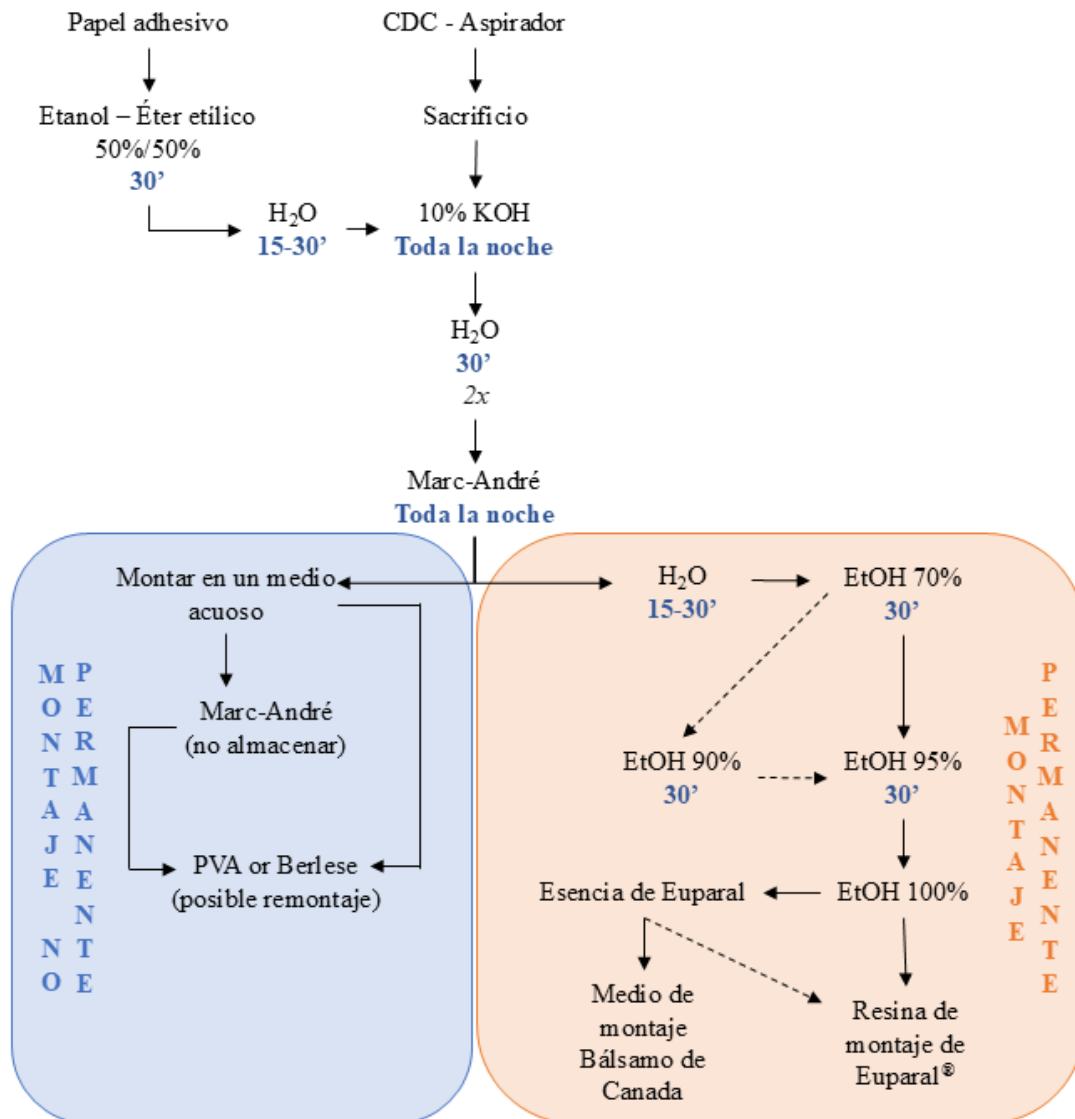 Papel adhesivo
CDC - Aspirador
Etanol – Éter etílico
50%/50%
30’
Sacrificio
H₂O
15-30’
10% KOH
Toda la noche
H₂O
30’
2x
Marc-André
Toda la noche
Montar en un medio
acuoso
Marc-André
(no almacenar)
PVA or Berlese
(posible remontaje)
MONTAJE NO
PERMANENTE
H₂O
15-30’
EtOH 70%
30’
EtOH 90%
30’
EtOH 95%
30’
Esencia de Euparal
EtOH 100%
Medio de
montaje
Bálsamo de
Canada
Resina de
montaje de
Euparal®
MONTAJE
PERMANENTE